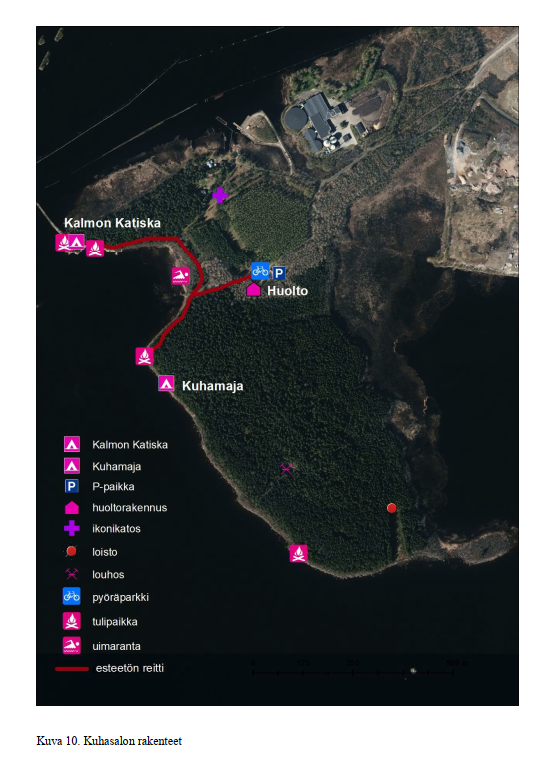 Kalmon Katiska
P
Huolto
Kuhamaja
Kalmon Katiska
Kuhamaja
P P-paikka
huoltorakennus
ikonikatos
loisto
louhos
pyöräparkki
tulipaikka
uimaranta
esteetön reitti
Kuva 10. Kuhasalon rakenteet